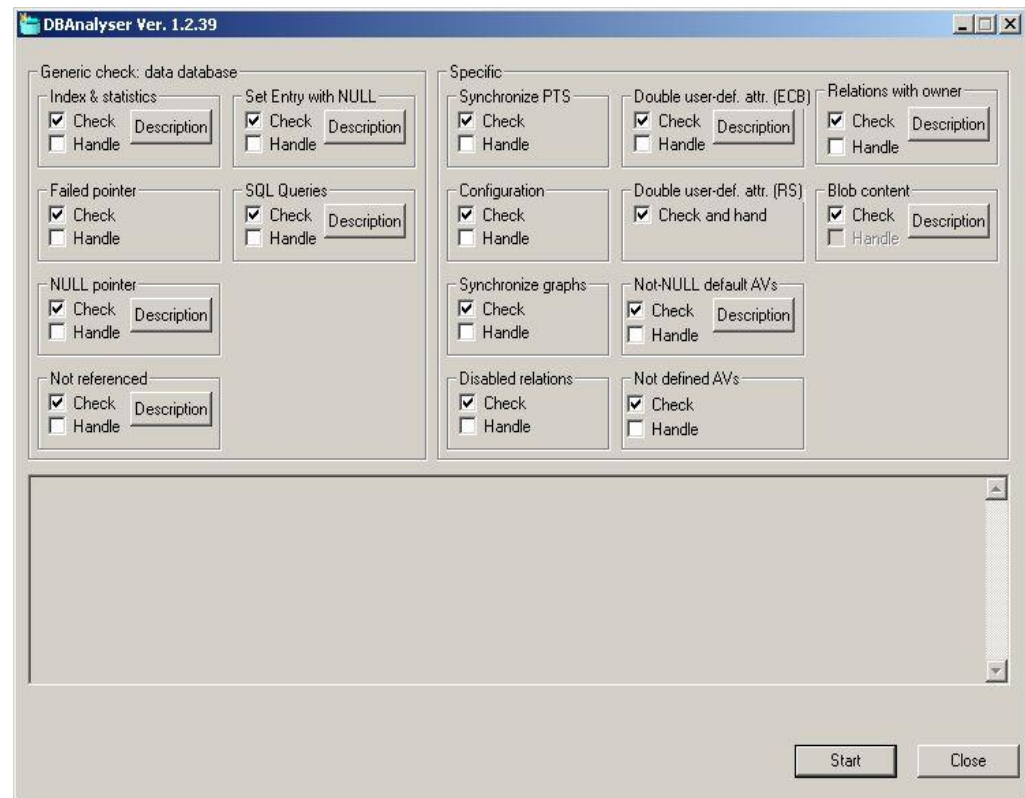 DBAnalyser Ver. 1.2.39
Generic check: data database
Index & statistics
Check
Description
Handle
Set Entry with NULL
Check
Description
Handle
Failed pointer
Check
Handle
SQL Queries
Check
Description
Handle
NULL pointer
Check
Description
Handle
Not referenced
Check
Description
Handle
Specific
Synchronize PTS
Check
Handle
Double user-def. attr. (ECB)
Check
Description
Handle
Relations with owner
Check
Description
Handle
Configuration
Check
Handle
Double user-def. attr. (RS)
Check and hand
Blob content
Check
Description
Handle
Synchronize graphs
Check
Handle
Not-NULL default AVs
Check
Description
Handle
Disabled relations
Check
Handle
Not defined AVs
Check
Handle
Start
Close